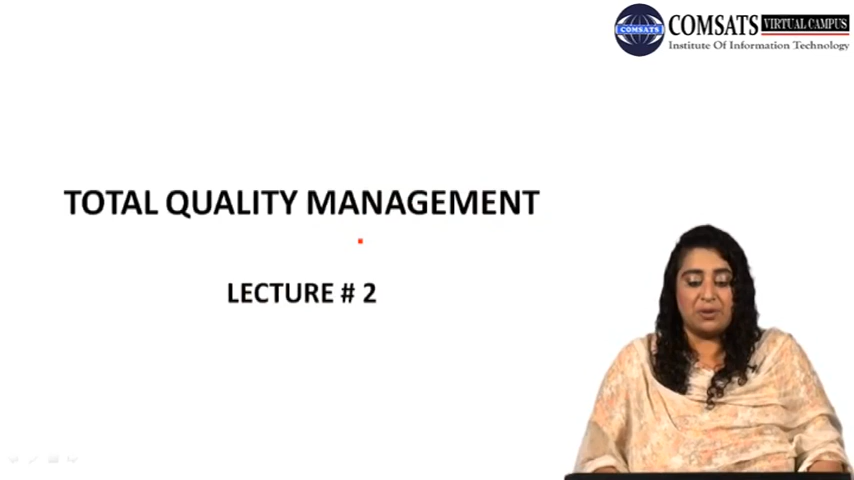 COMSATS
COMSATS VIRTUAL CAMPUS
Institute Of Information Technology
TOTAL QUALITY MANAGEMENT
LECTURE # 2